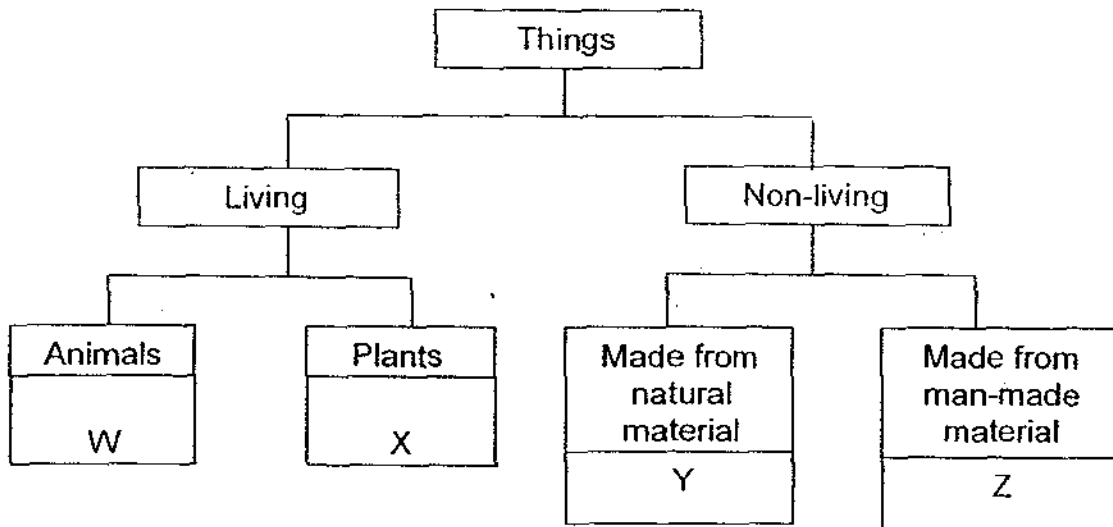 Things
Living
Non-living
Animals
W
Plants
X
Made from
natural
material
Y
Made from
man-made
material
Z